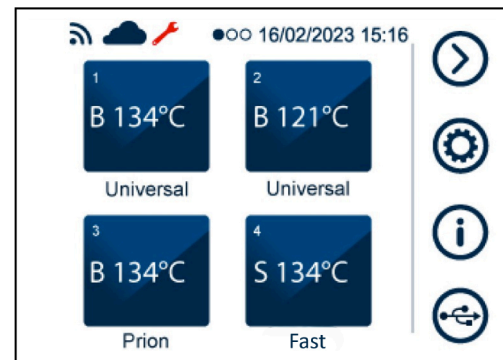 16/02/2023 15:16
1
B 134°C
Universal
2
B 121°C
Universal
3
B 134°C
Prion
4
S 134°C
Fast
i